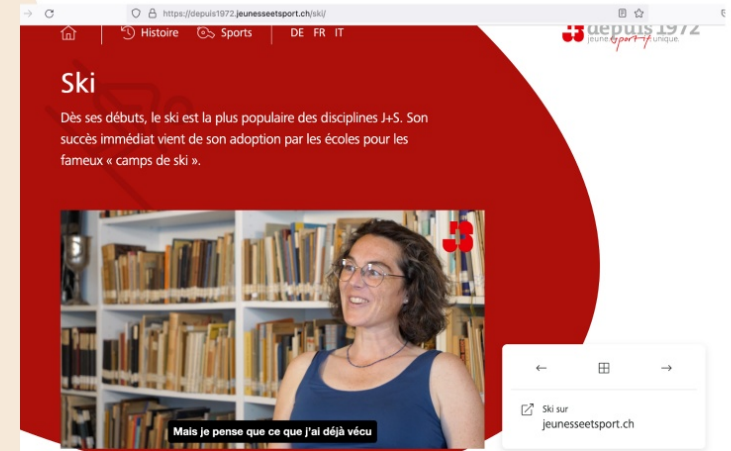 https://depuis1972.jeunesseetsport.ch/ski/
Histoire Sports DE FR IT
depuis 1972
jeune. sportif. unique.
Ski
Dès ses débuts, le ski est la plus populaire des disciplines J+S. Son
succès immédiat vient de son adoption par les écoles pour les
fameux « camps de ski ».
Mais je pense que ce que j'ai déjà vécu
Ski sur
jeunesseetsport.ch